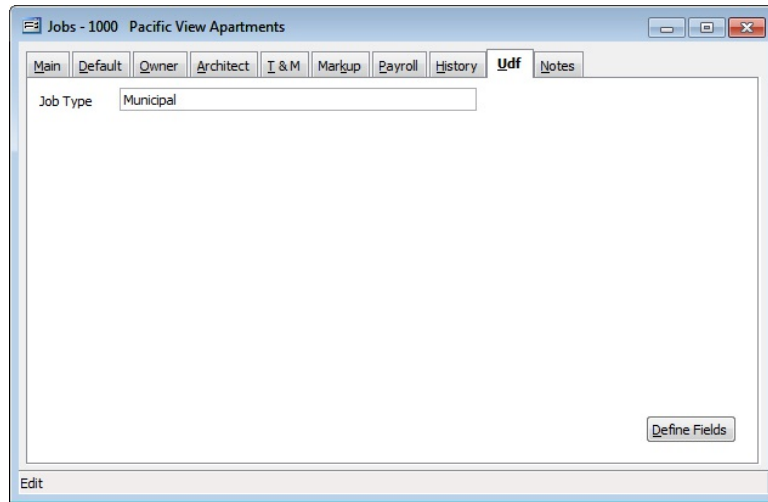 Jobs - 1000 Pacific View Apartments
Main Default Owner Architect T & M Markup Payroll History Udf Notes
Job Type Municipal
Define Fields
Edit